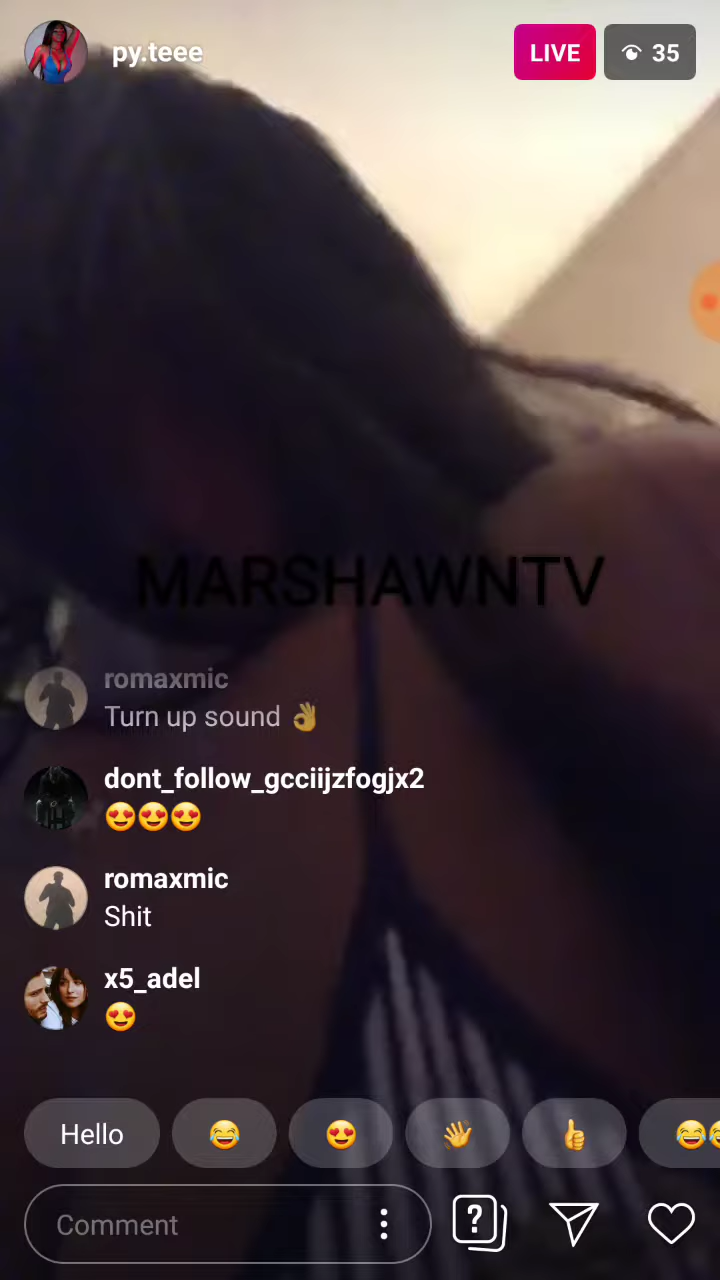 py.teee
LIVE
35
MARSHAWNTV
romaxmic
Turn up sound 👌
dont_follow_gcciijzfogjx2
😍😍😍
romaxmic
Shit
x5_adel
😍
Hello 😂 😍 👋 👍 😂😂
Comment
?